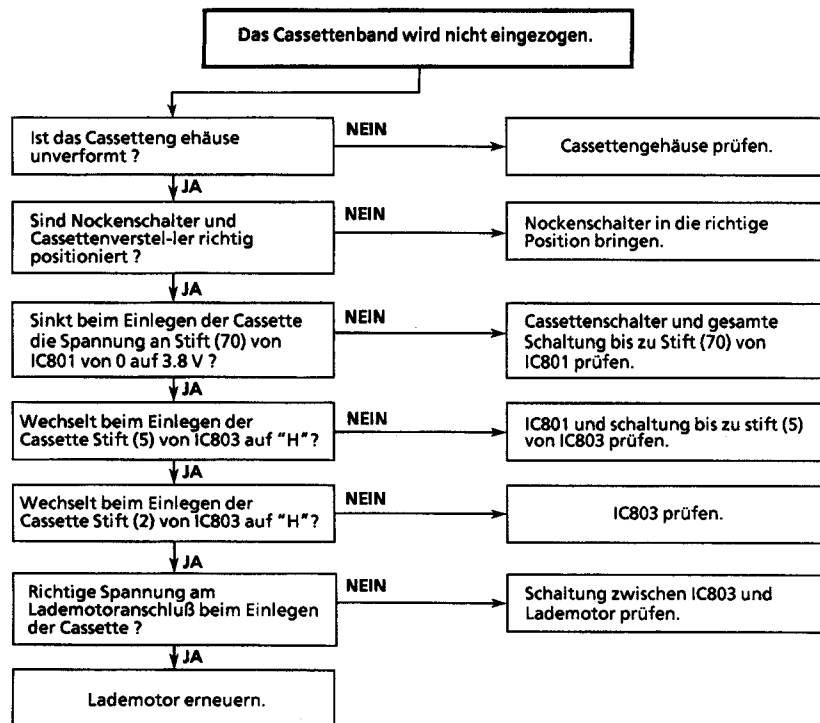 Das Cassettenband wird nicht eingezogen.
Ist das Cassetteng ehäuse
unverformt ?
NEIN
Cassettengehäuse prüfen.
JA
Sind Nockenschalter und
Cassettenverstel-ler richtig
positioniert ?
NEIN
Nockenschalter in die richtige
Position bringen.
JA
Sinkt beim Einlegen der Cassette
die Spannung an Stift (70) von
IC801 von 0 auf 3.8 V ?
NEIN
Cassettenschalter und gesamte
Schaltung bis zu Stift (70) von
IC801 prüfen.
JA
Wechselt beim Einlegen der
Cassette Stift (5) von IC803 auf "H"?
NEIN
IC801 und schaltung bis zu stift (5)
von IC803 prüfen.
JA
Wechselt beim Einlegen der
Cassette Stift (2) von IC803 auf "H"?
NEIN
IC803 prüfen.
JA
Richtige Spannung am
Lademotoranschluß beim Einlegen
der Cassette ?
NEIN
Schaltung zwischen IC803 und
Lademotor prüfen.
JA
Lademotor erneuern.